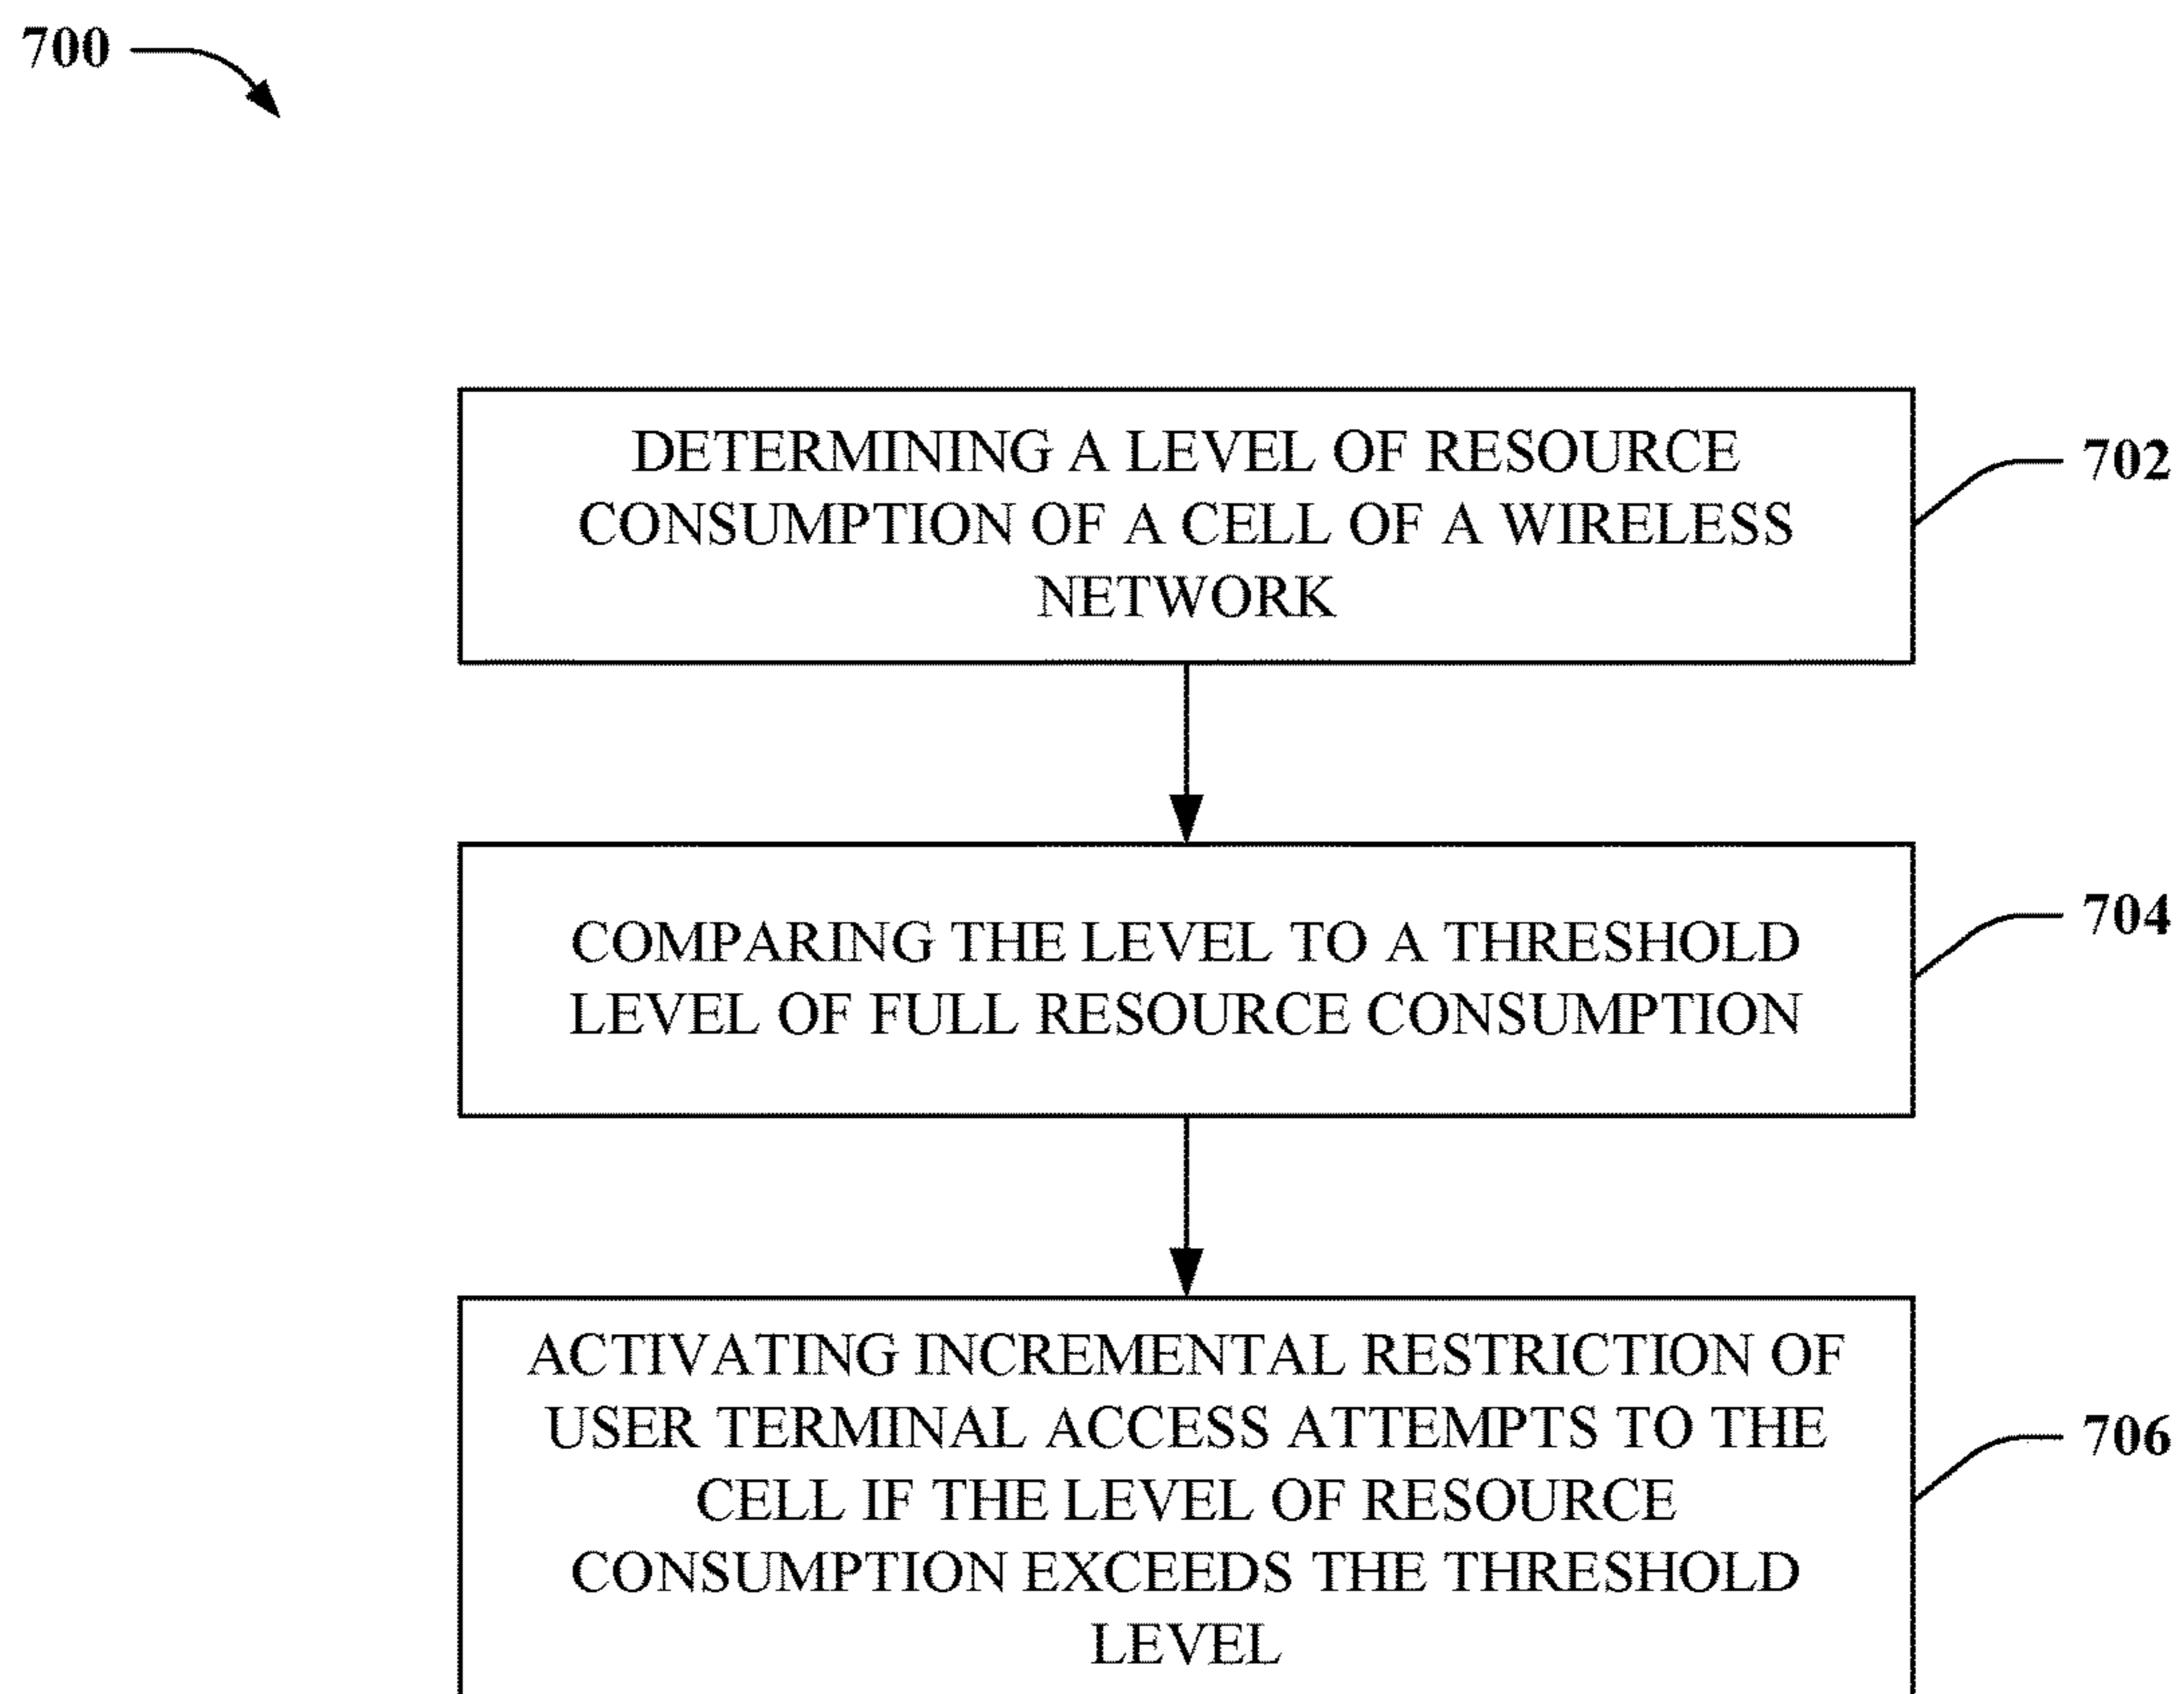 700
DETERMINING A LEVEL OF RESOURCE
CONSUMPTION OF A CELL OF A WIRELESS
NETWORK
702
COMPARING THE LEVEL TO A THRESHOLD
LEVEL OF FULL RESOURCE CONSUMPTION
704
ACTIVATING INCREMENTAL RESTRICTION OF
USER TERMINAL ACCESS ATTEMPTS TO THE
CELL IF THE LEVEL OF RESOURCE
CONSUMPTION EXCEEDS THE THRESHOLD
LEVEL
706